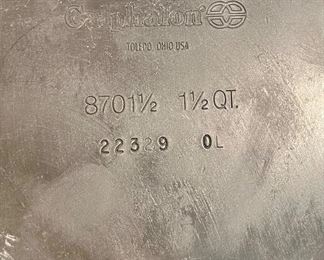 Calphalon
TOLEDO, OHIO USA
8701½ 1½ QT.
22329 0L